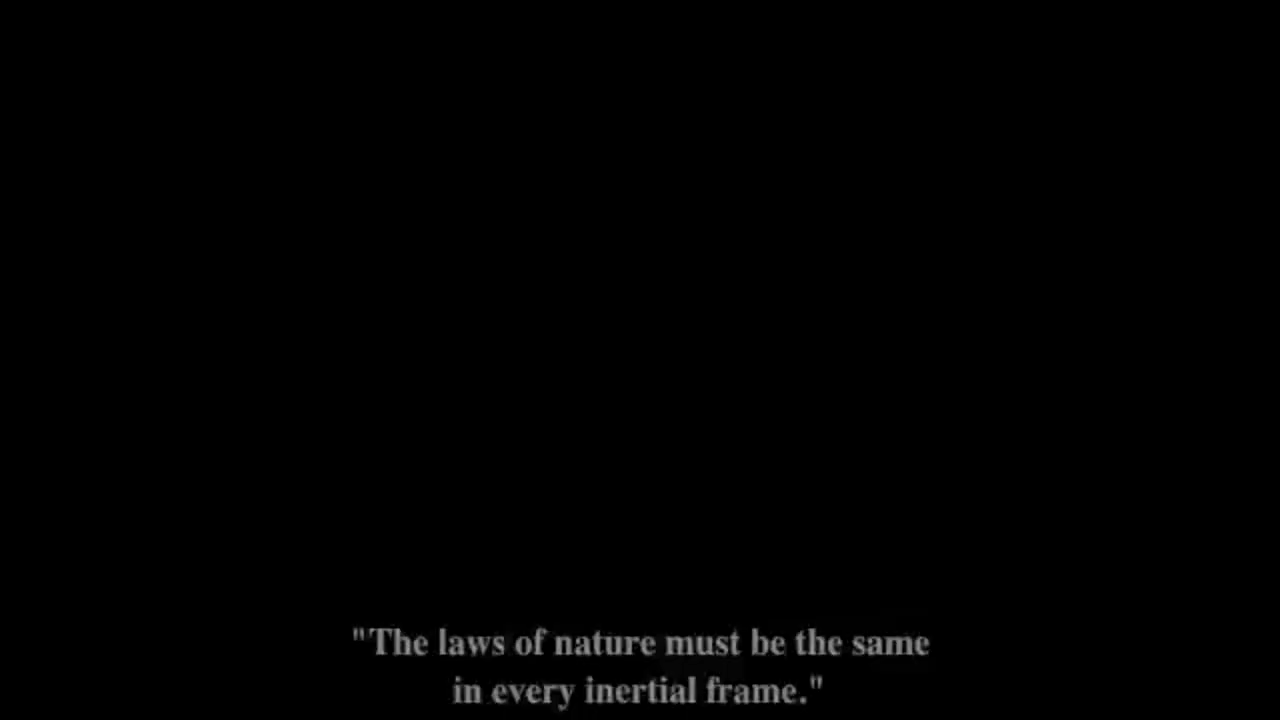 "The laws of nature must be the same
in every inertial frame."